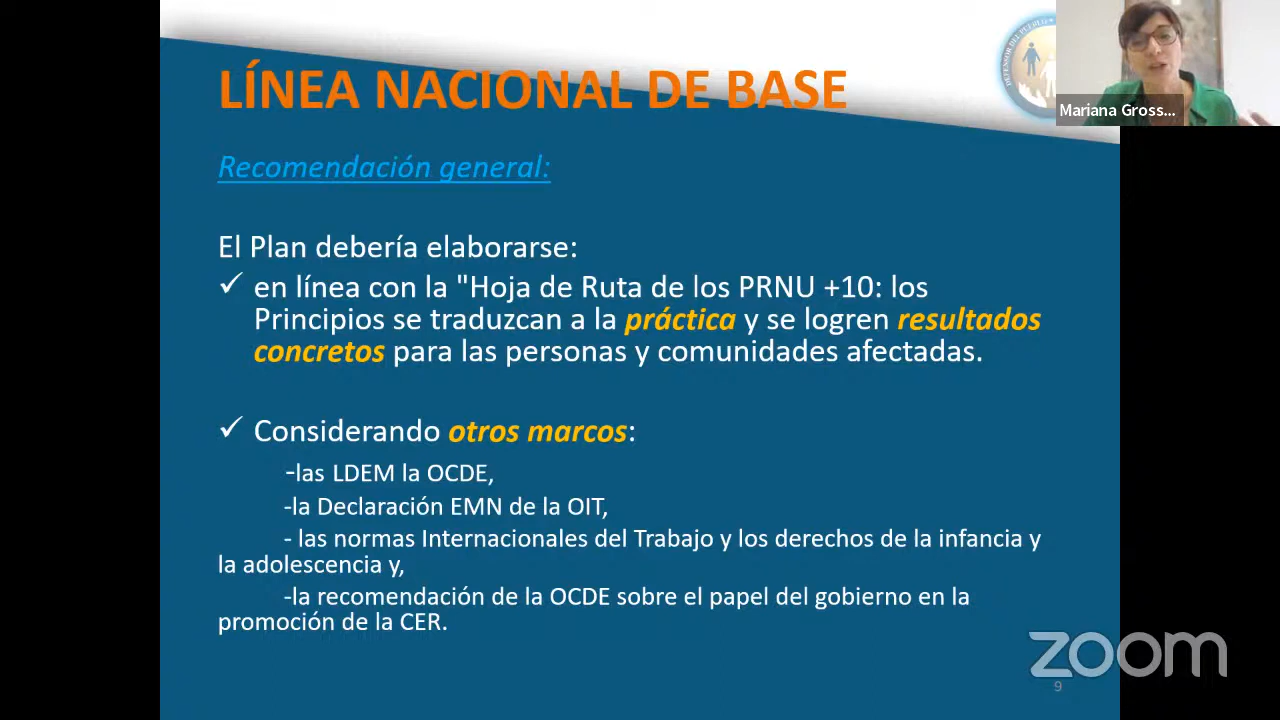 LÍNEA NACIONAL DE BASE
DEFENSOR DEL PUEBLO
Mariana Gross...
Recomendación general:
El Plan debería elaborarse:
✓ en línea con la "Hoja de Ruta de los PRNU +10: los
Principios se traduzcan a la práctica y se logren resultados
concretos para las personas y comunidades afectadas.
✓ Considerando otros marcos:
-las LDEM la OCDE,
-la Declaración EMN de la OIT,
- las normas Internacionales del Trabajo y los derechos de la infancia y
la adolescencia y,
-la recomendación de la OCDE sobre el papel del gobierno en la
promoción de la CER.
zoom
9